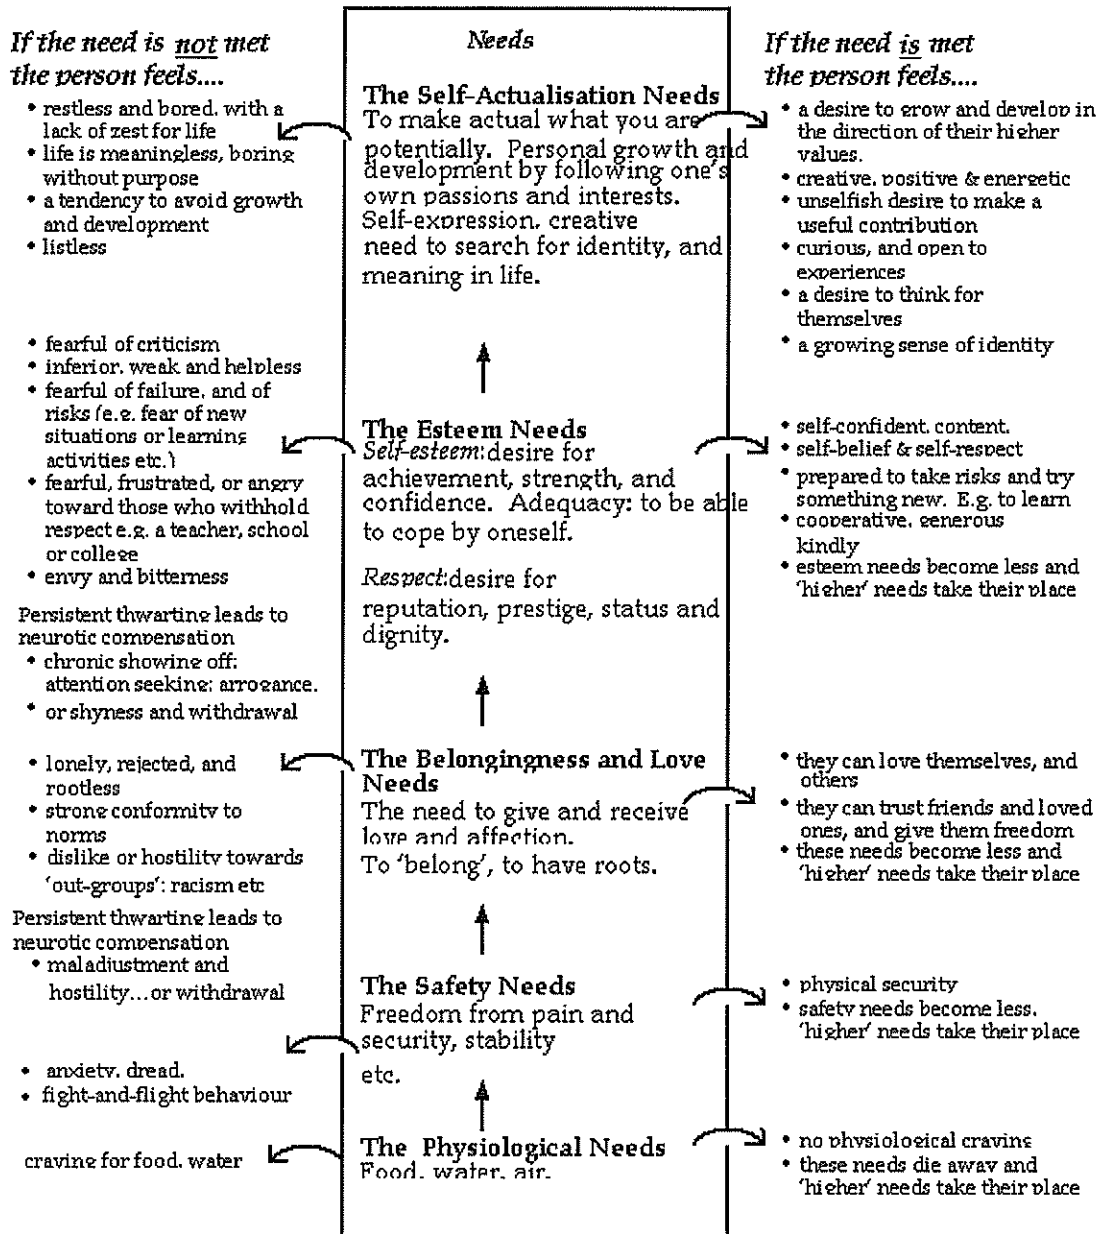 If the need is not met
the person feels....
• restless and bored, with a
lack of zest for life
• life is meaningless, boring
without purpose
• a tendency to avoid growth
and development
• listless
• fearful of criticism
• inferior, weak and helpless
• fearful of failure, and of
risks (e.g. fear of new
situations or learning
activities etc.)
• fearful, frustrated, or angry
toward those who withhold
respect e.g. a teacher, school
or college
• envy and bitterness
Persistent thwarting leads to
neurotic compensation
• chronic showing off;
attention seeking; arrogance.
• or shyness and withdrawal
• lonely, rejected, and
rootless
• strong conformity to
norms
• dislike or hostility towards
'out-groups': racism etc
Persistent thwarting leads to
neurotic compensation
• maladjustment and
hostility...or withdrawal
• anxiety, dread,
• fight-and-flight behaviour
craving for food, water
Needs
The Self-Actualisation Needs
To make actual what you are
potentially. Personal growth and
development by following one's
own passions and interests.
Self-expression, creative
need to search for identity, and
meaning in life.
The Esteem Needs
Self-esteem:desire for
achievement, strength, and
confidence. Adequacy: to be able
to cope by oneself.
Respect:desire for
reputation, prestige, status and
dignity.
The Belongingness and Love
Needs
The need to give and receive
love and affection.
To 'belong', to have roots.
The Safety Needs
Freedom from pain and
security, stability
etc.
The Physiological Needs
Food, water, air.
If the need is met
the person feels....
• a desire to grow and develop in
the direction of their higher
values.
• creative, positive & energetic
• unselfish desire to make a
useful contribution
• curious, and open to
experiences
• a desire to think for
themselves
• a growing sense of identity
• self-confident, content.
• self-belief & self-respect
• prepared to take risks and try
something new. E.g. to learn
• cooperative, generous
kindly
• esteem needs become less and
'higher' needs take their place
• they can love themselves, and
others
• they can trust friends and loved
ones, and give them freedom
• these needs become less and
'higher' needs take their place
• physical security
• safety needs become less.
'higher' needs take their place
• no physiological craving
• these needs die away and
'higher' needs take their place